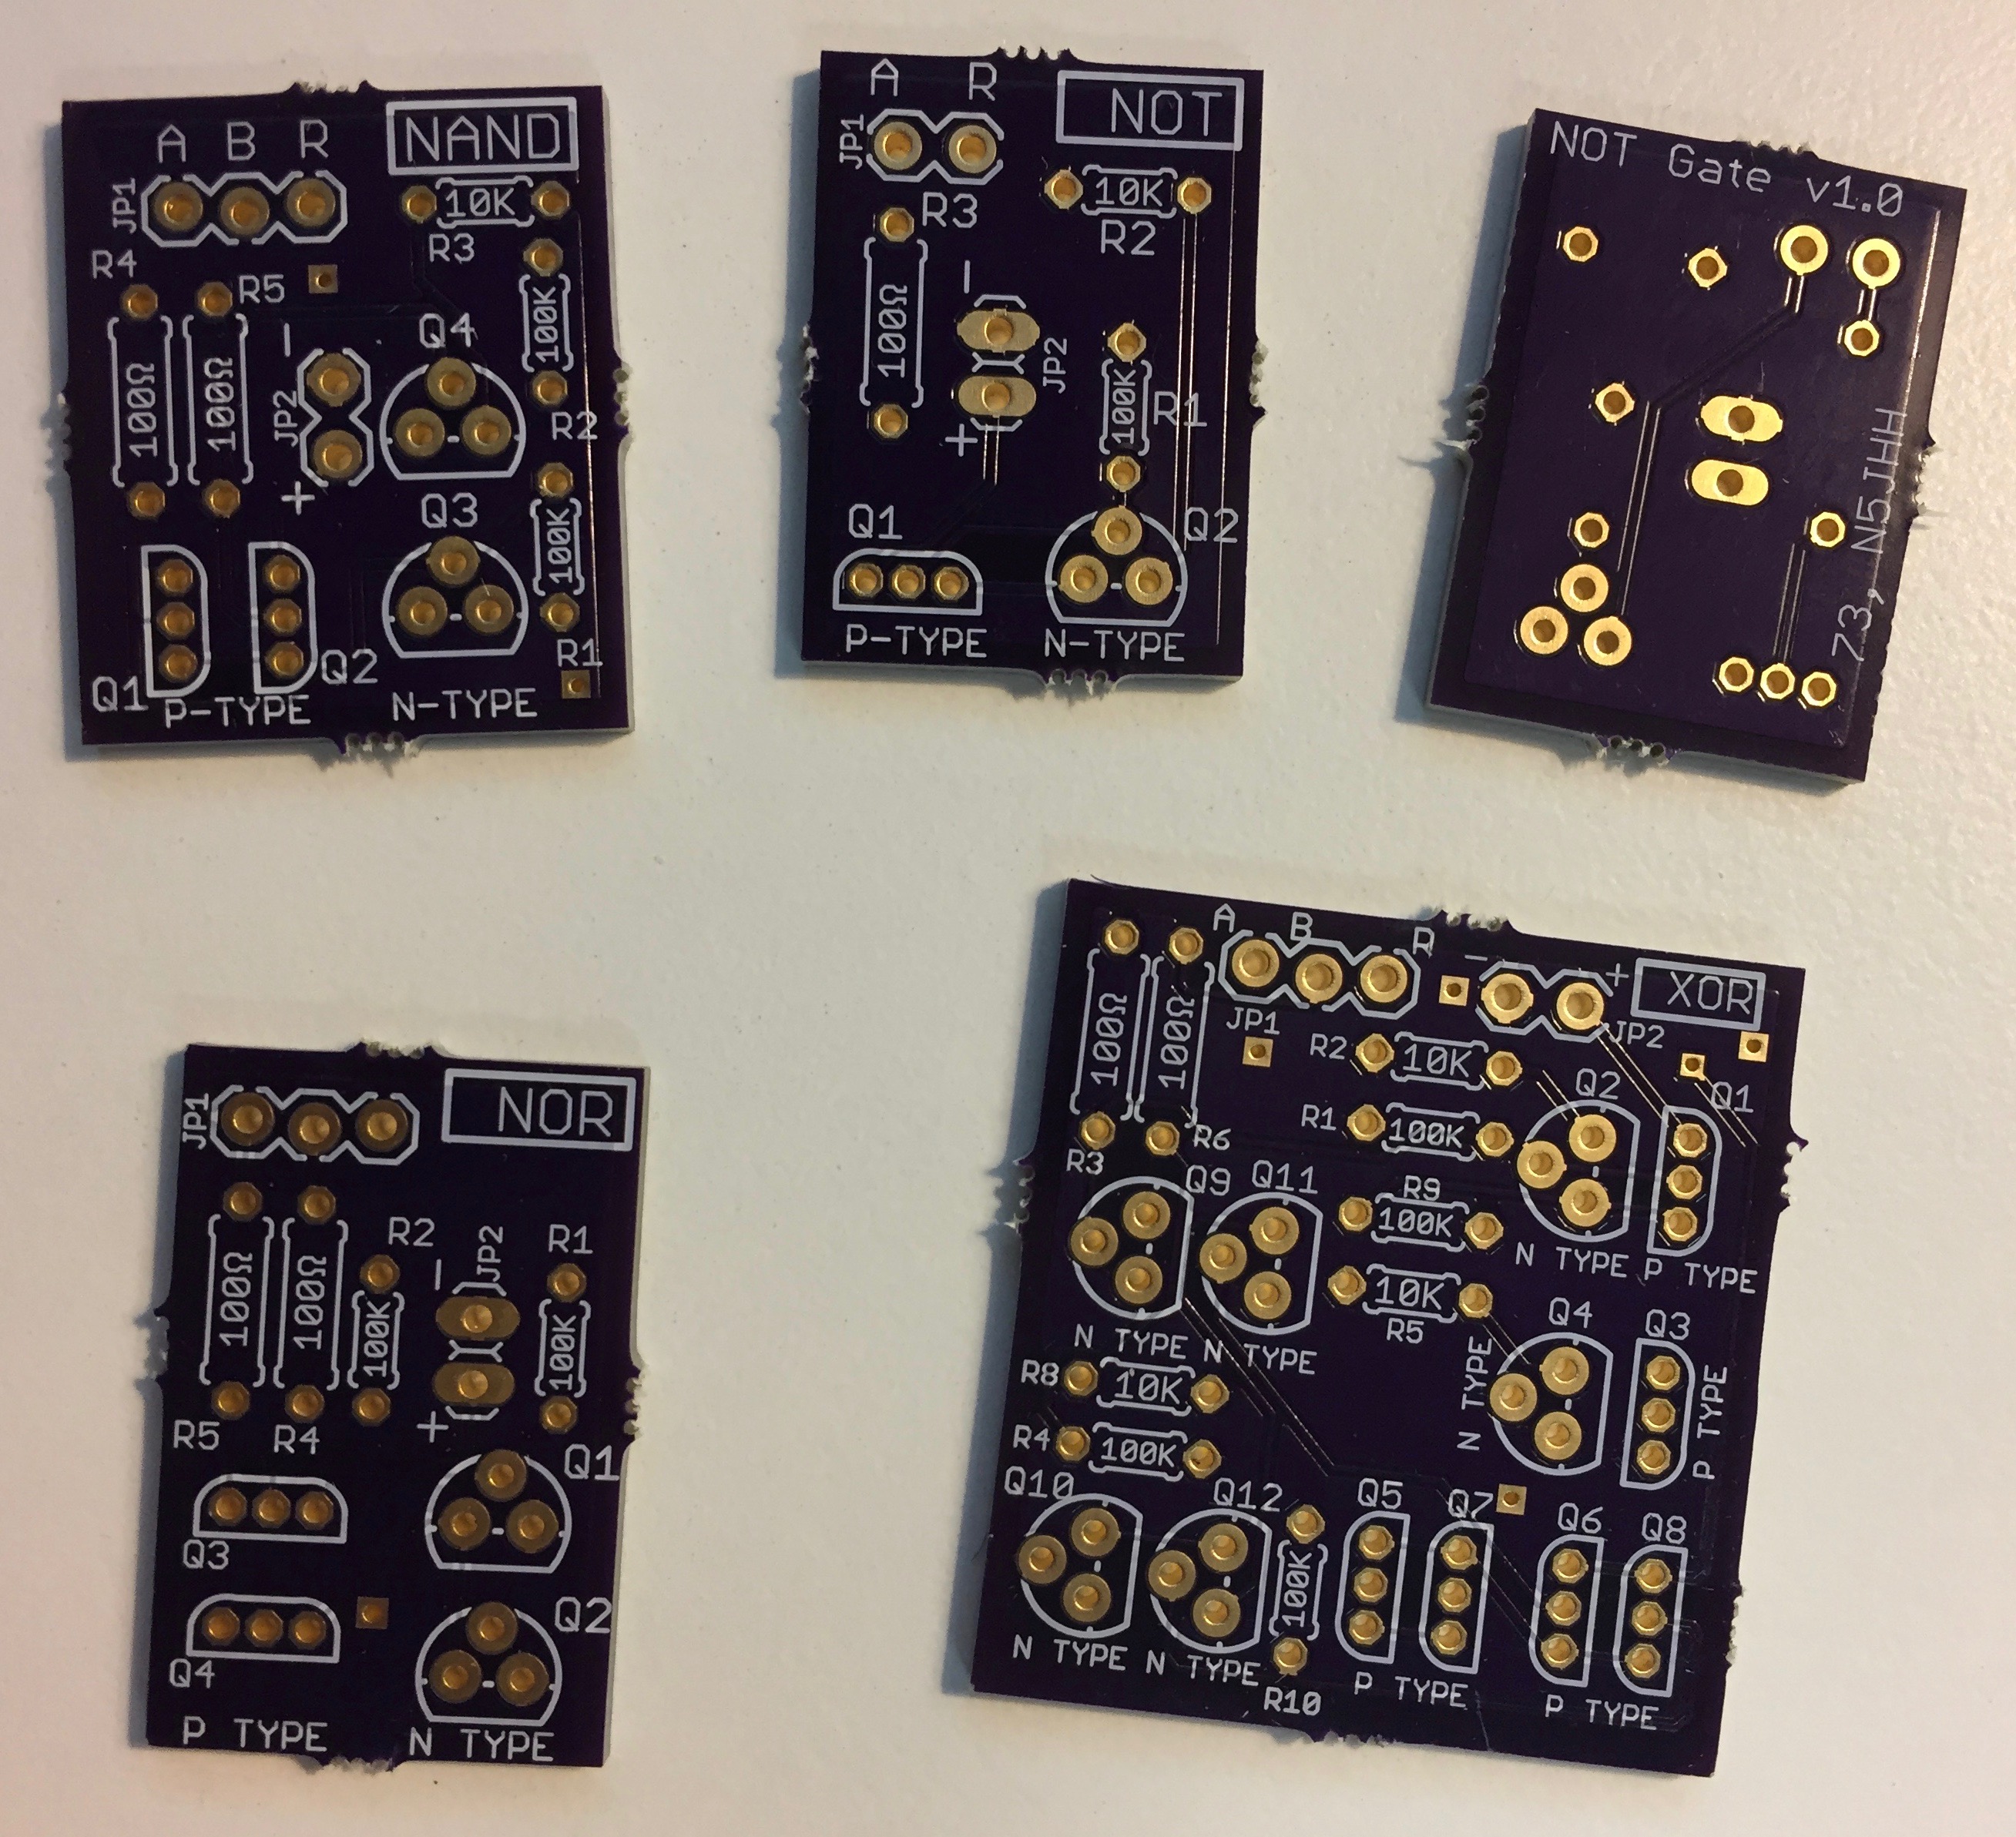 NAND
A B R
JP1
10K
R3
R4
R5
100K
100Ω
100Ω
-
JP2
+
Q4
R2
Q3
100K
R1
Q1
Q2
P-TYPE
N-TYPE
A R
NOT
JP1
10K
R3
R2
100Ω
-
JP2
+
100K
R1
Q1
Q2
P-TYPE
N-TYPE
NOT Gate v1.0
73, N5JHH
NOR
JP1
R2
-
JP2
R1
100Ω
100Ω
100K
100K
+
R5
R4
Q1
Q3
Q2
Q4
P TYPE
N TYPE
A B R
- +
XOR
JP1
JP2
100Ω
100Ω
R2
10K
Q2
Q1
R1
100K
R3
R6
Q9
Q11
R9
100K
N TYPE
P TYPE
10K
R5
N TYPE
N TYPE
Q4
Q3
N TYPE
P TYPE
R8
10K
R4
100K
Q10
Q12
Q5
Q7
Q6
Q8
100K
N TYPE
N TYPE
R10
P TYPE
P TYPE